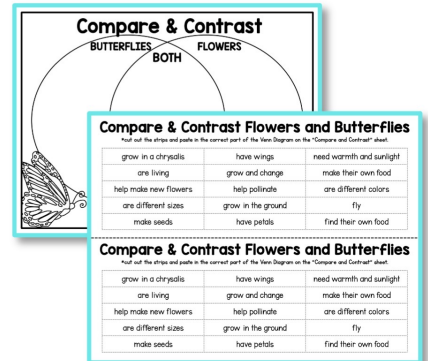 Compare & Contrast
BUTTERFLIES FLOWERS
BOTH
Compare & Contrast Flowers and Butterflies
*cut out the strips and paste in the correct part of the Venn Diagram on the "Compare and Contrast" sheet.
grow in a chrysalis have wings need warmth and sunlight
are living grow and change make their own food
help make new flowers help pollinate are different colors
are different sizes grow in the ground fly
make seeds have petals find their own food
Compare & Contrast Flowers and Butterflies
*cut out the strips and paste in the correct part of the Venn Diagram on the "Compare and Contrast" sheet.
grow in a chrysalis have wings need warmth and sunlight
are living grow and change make their own food
help make new flowers help pollinate are different colors
are different sizes grow in the ground fly
make seeds have petals find their own food